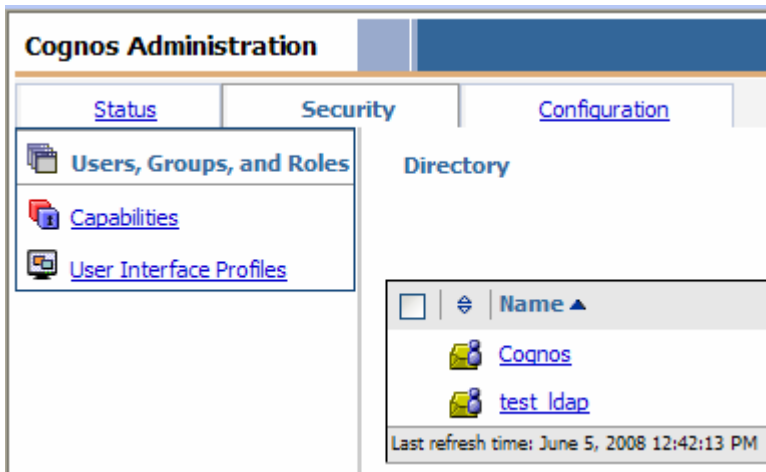 Cognos Administration
Status Security Configuration
Users, Groups, and Roles
Capabilities
User Interface Profiles
Directory
Name
Cognos
test_ldap
Last refresh time: June 5, 2008 12:42:13 PM